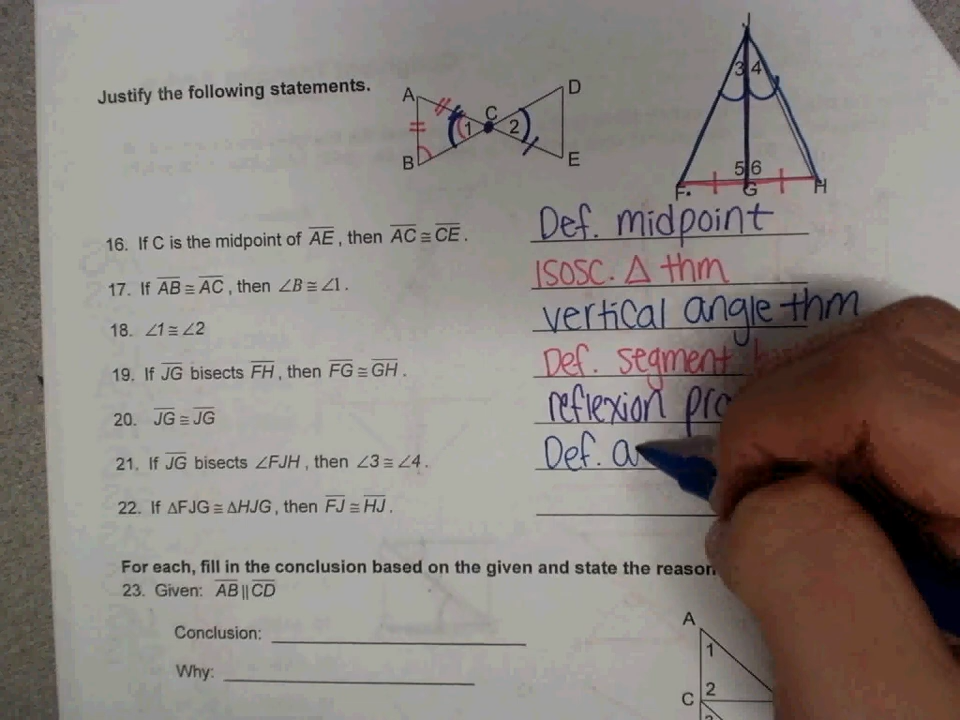 Justify the following statements.
A
B
1
C
2
D
E
J
3 4
5 6
F.
G
H
16. If C is the midpoint of AE, then AC ≅ CE.
Def. midpoint
17. If AB ≅ AC, then ∠B ≅ ∠1.
Isosc. Δ thm
18. ∠1 ≅ ∠2
vertical angle thm
19. If JG bisects FH, then FG ≅ GH.
Def. segment
20. JG ≅ JG
reflexion
21. If JG bisects ∠FJH, then ∠3 ≅ ∠4.
Def. a
22. If ΔFJG ≅ ΔHJG, then FJ ≅ HJ.
For each, fill in the conclusion based on the given and state the reason
23. Given: AB || CD
Conclusion:
Why:
A
1
C 2